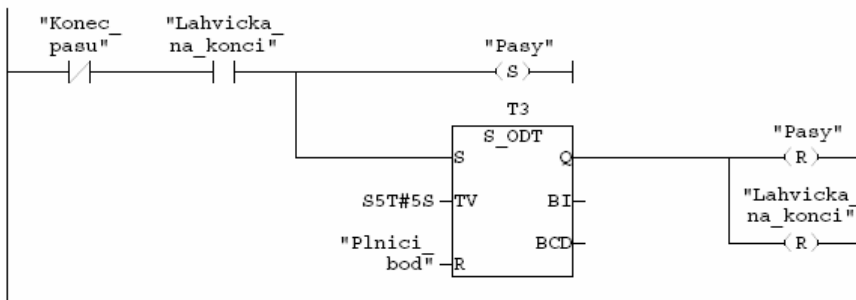 "Konec_
pasu"
"Lahvicka_
na_konci"
"Pasy"
S
T3
S_ODT
S
Q
"Pasy"
R
S5T#5S
TV
BI
"Lahvicka_
na_konci"
"Plnici_
bod"
R
BCD
R